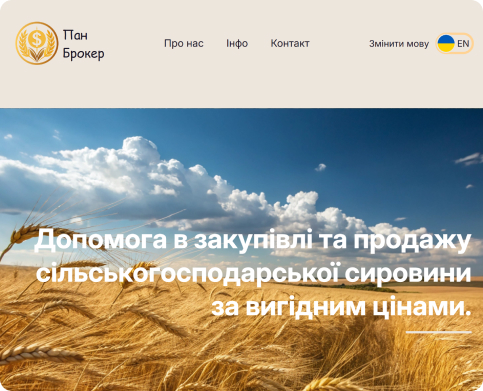 Пан
Брокер
Про нас
Інфо
Контакт
Змінити мову
EN
Допомога в закупівлі та продажу
сільськогосподарської сировини
за вигідним цінами.